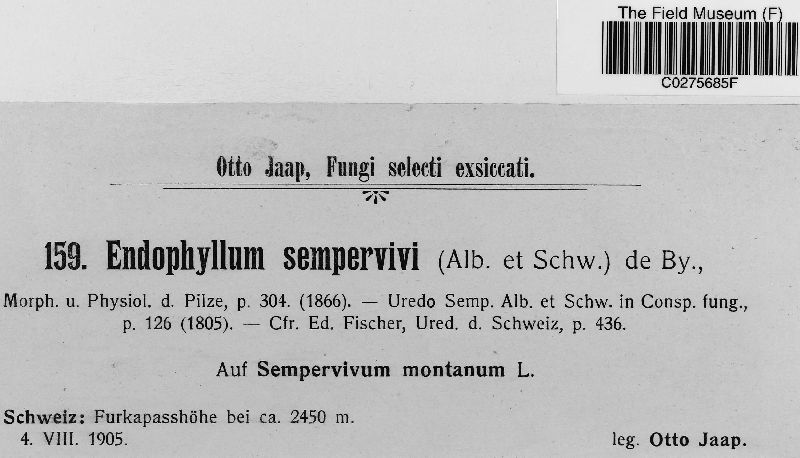 The Field Museum (F)
C0275685F
Otto Jaap, Fungi selecti exsiccati.
159. Endophyllum sempervivi (Alb. et Schw.) de By.,
Morph. u. Physiol. d. Pilze, p. 304. (1866). — Uredo Semp. Alb. et Schw. in Consp. fung.,
p. 126 (1805). — Cfr. Ed. Fischer, Ured. d. Schweiz, p. 436.
Auf Sempervivum montanum L.
Schweiz: Furkapasshöhe bei ca. 2450 m.
4. VIII. 1905. leg. Otto Jaap.